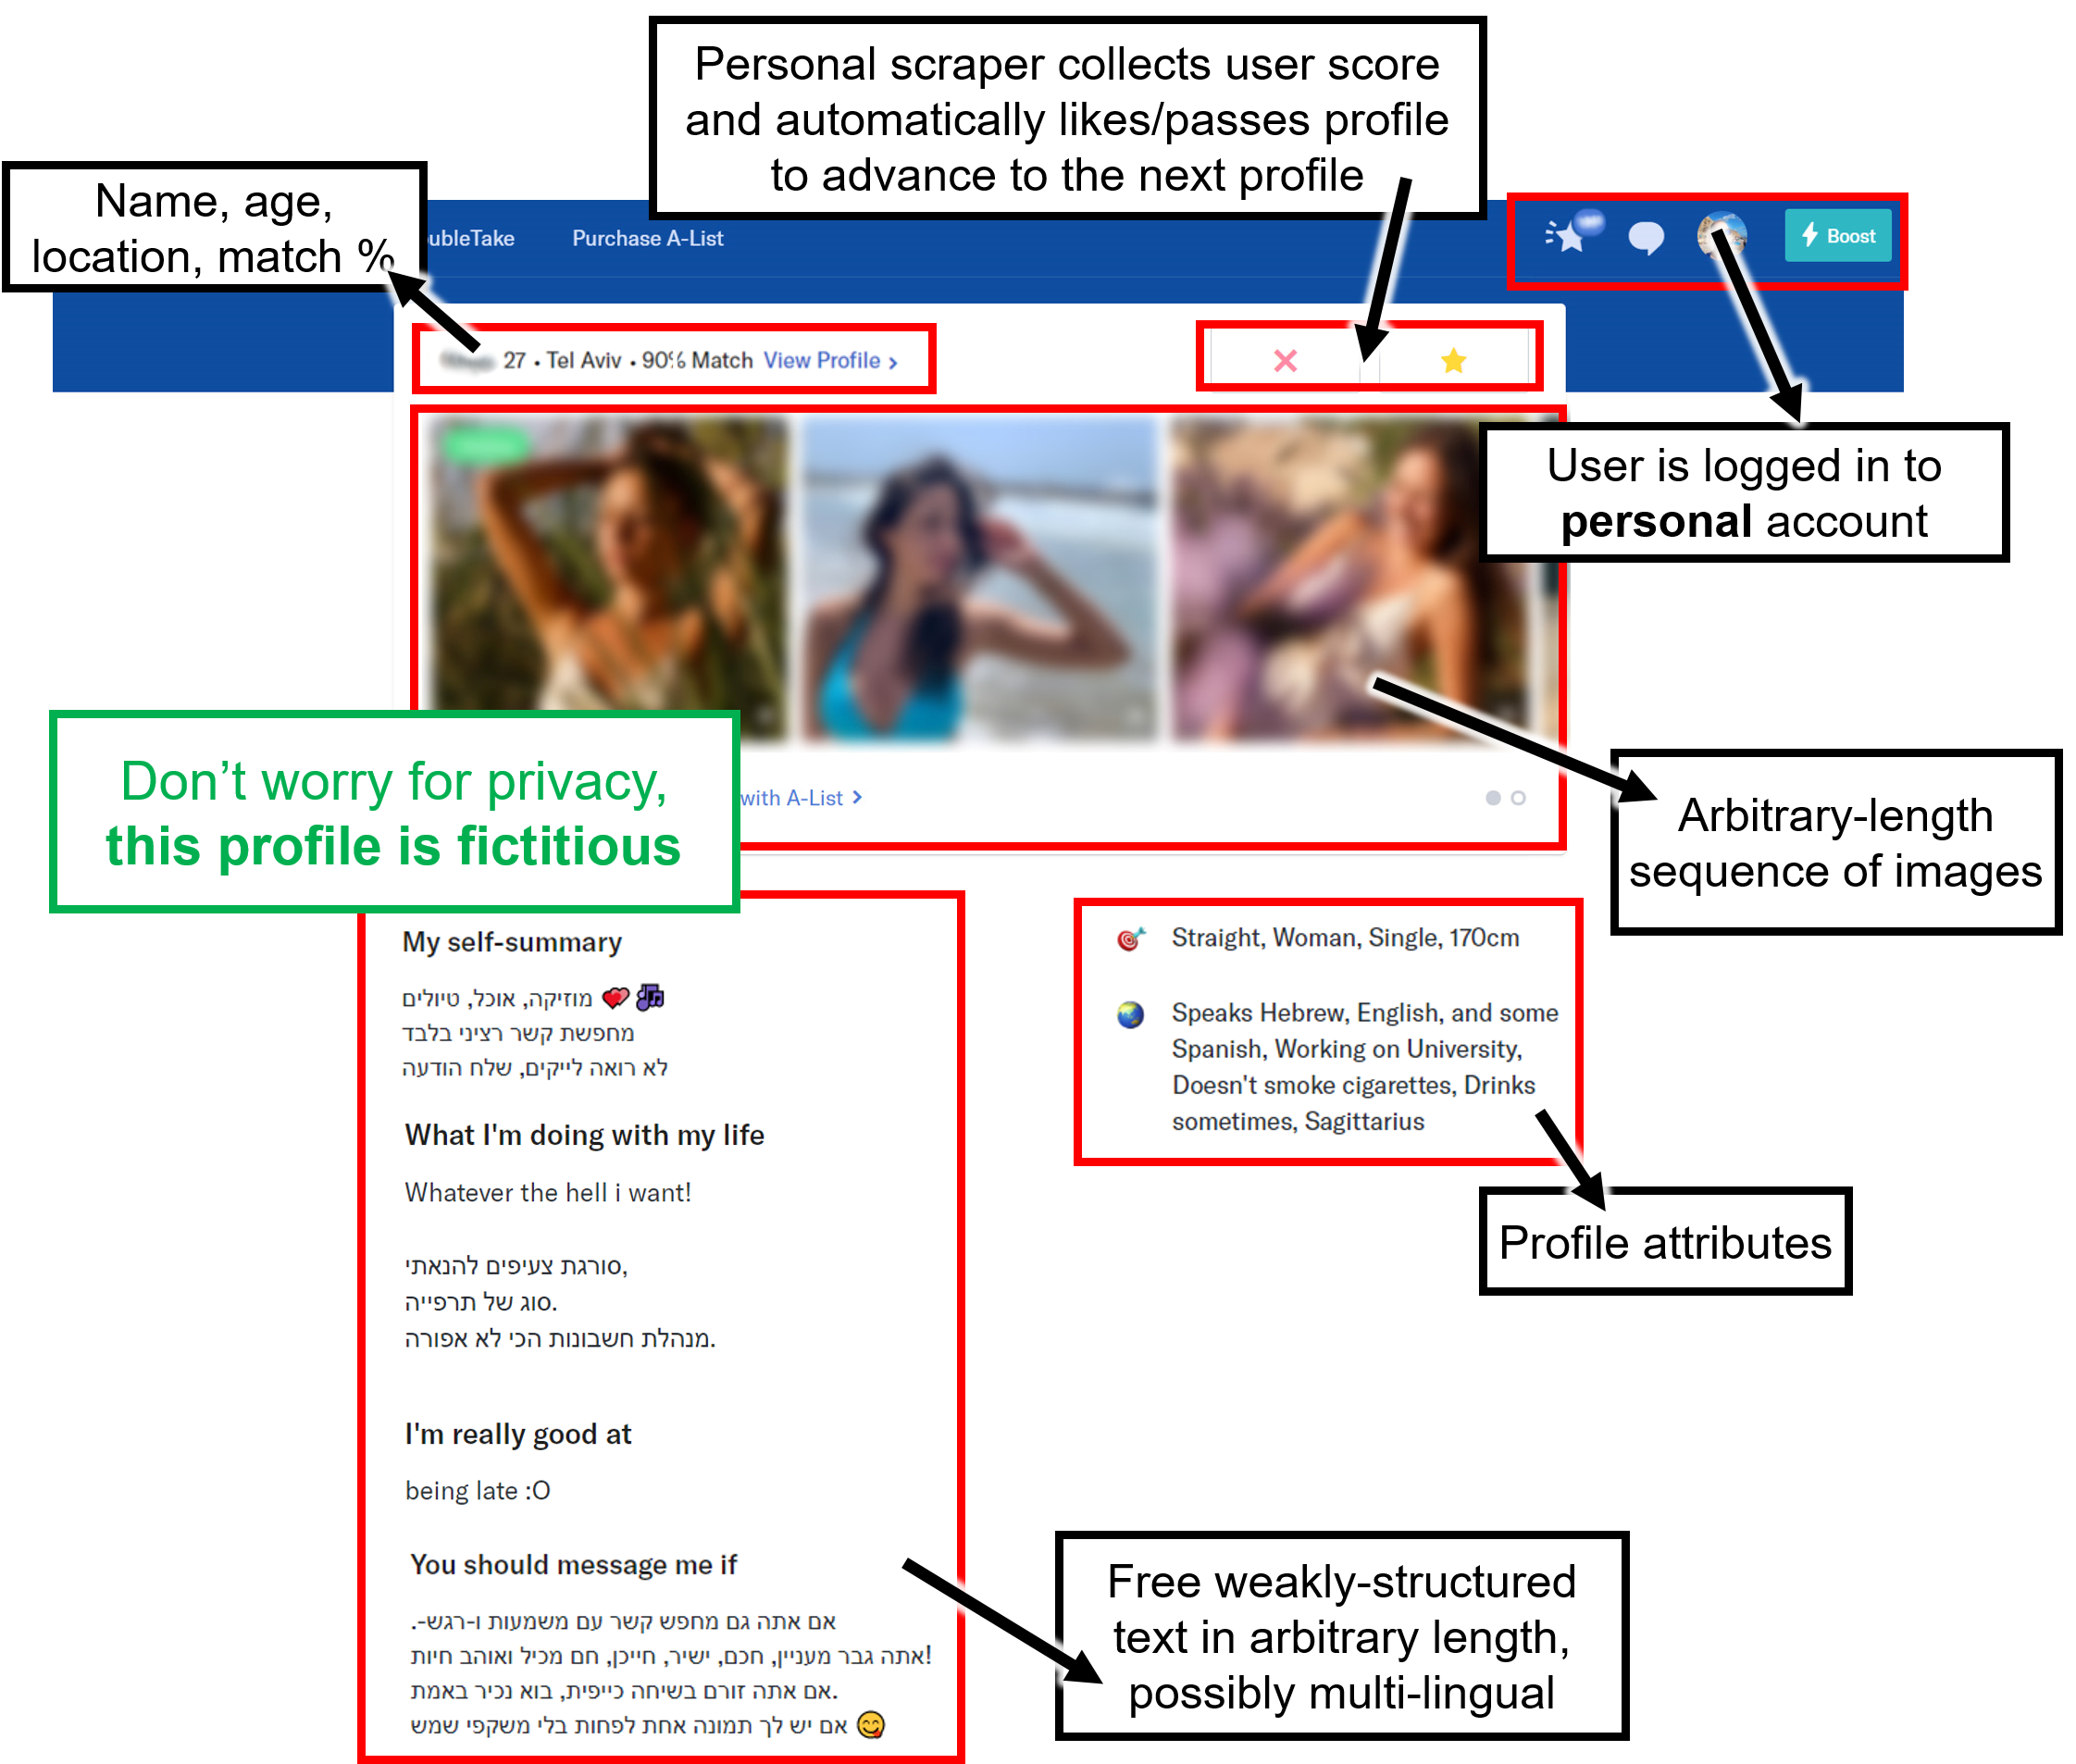 Personal scraper collects user score
and automatically likes/passes profile
to advance to the next profile
Name, age,
location, match %
ubleTake
Purchase A-List
Boost
27 • Tel Aviv • 90% Match View Profile >
User is logged in to
personal account
Don't worry for privacy,
this profile is fictitious
with A-List >
Arbitrary-length
sequence of images
My self-summary
מוזיקה, אוכל, טיולים
מחפשת קשר רציני בלבד
לא רואה לייקים, שלח הודעה
What I'm doing with my life
Whatever the hell i want!
סורגת צעיפים להנאתי,
סוג של תרפייה.
מנהלת חשבונות הכי לא אפורה.
I'm really good at
being late :O
You should message me if
אם אתה גם מחפש קשר עם משמעות ו-רגש-.
אתה גבר מעניין, חכם, ישיר, חייכן, חם מכיל ואוהב חיות!
אם אתה זורם בשיחה כייפית, בוא נכיר באמת.
אם יש לך תמונה אחת לפחות בלי משקפי שמש 😋
Straight, Woman, Single, 170cm
Speaks Hebrew, English, and some
Spanish, Working on University,
Doesn't smoke cigarettes, Drinks
sometimes, Sagittarius
Profile attributes
Free weakly-structured
text in arbitrary length,
possibly multi-lingual